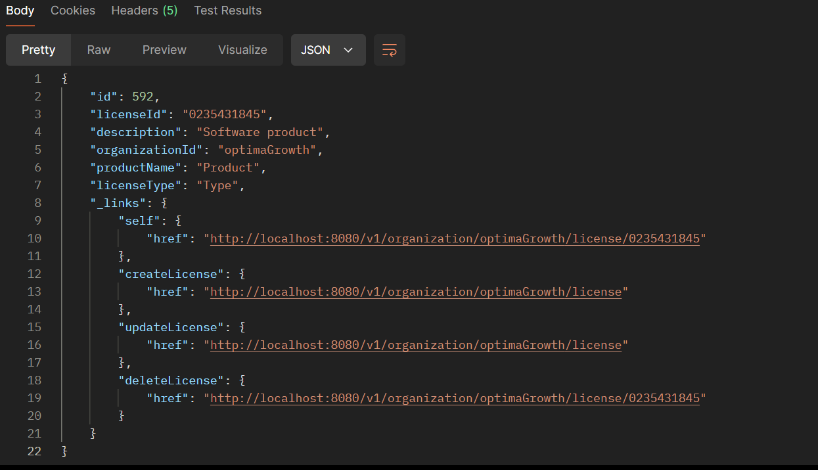 Body Cookies Headers (5) Test Results
Pretty Raw Preview Visualize JSON
1 {
2 "id": 592,
3 "licenseId": "0235431845",
4 "description": "Software product",
5 "organizationId": "optimaGrowth",
6 "productName": "Product",
7 "licenseType": "Type",
8 "_links": {
9 "self": {
10 "href": "http://localhost:8080/v1/organization/optimaGrowth/license/0235431845"
11 },
12 "createLicense": {
13 "href": "http://localhost:8080/v1/organization/optimaGrowth/license"
14 },
15 "updateLicense": {
16 "href": "http://localhost:8080/v1/organization/optimaGrowth/license"
17 },
18 "deleteLicense": {
19 "href": "http://localhost:8080/v1/organization/optimaGrowth/license/0235431845"
20 }
21 }
22 }